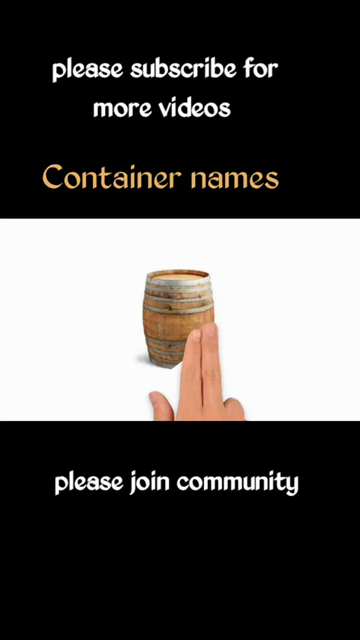 please subscribe for
more videos
Container names
please join community